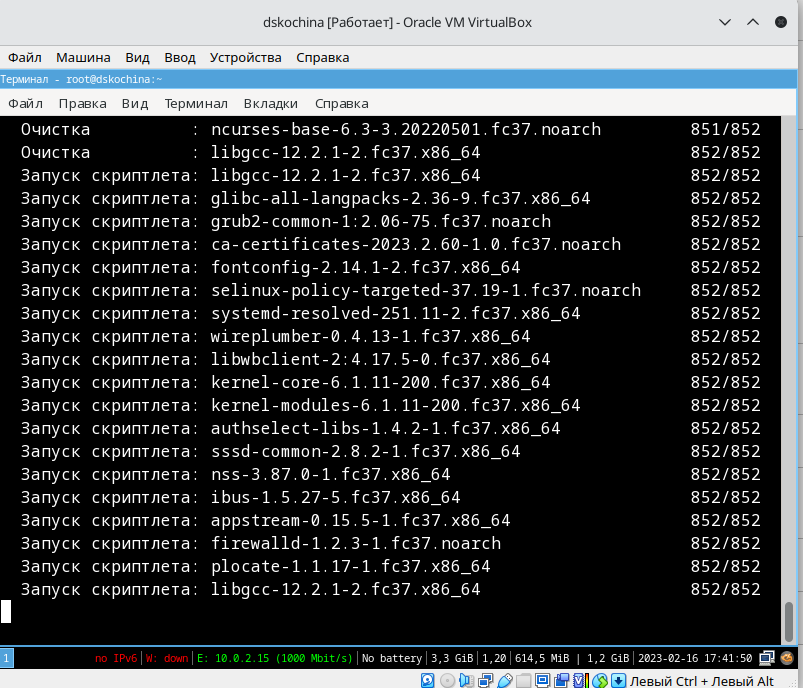 dskochina [Работает] - Oracle VM VirtualBox
Файл Машина Вид Ввод Устройства Справка
Терминал - root@dskochina:~
Файл Правка Вид Терминал Вкладки Справка
Очистка : ncurses-base-6.3-3.20220501.fc37.noarch 851/852
Очистка : libgcc-12.2.1-2.fc37.x86_64 852/852
Запуск скриптлета: libgcc-12.2.1-2.fc37.x86_64 852/852
Запуск скриптлета: glibc-all-langpacks-2.36-9.fc37.x86_64 852/852
Запуск скриптлета: grub2-common-1:2.06-75.fc37.noarch 852/852
Запуск скриптлета: ca-certificates-2023.2.60-1.0.fc37.noarch 852/852
Запуск скриптлета: fontconfig-2.14.1-2.fc37.x86_64 852/852
Запуск скриптлета: selinux-policy-targeted-37.19-1.fc37.noarch 852/852
Запуск скриптлета: systemd-resolved-251.11-2.fc37.x86_64 852/852
Запуск скриптлета: wireplumber-0.4.13-1.fc37.x86_64 852/852
Запуск скриптлета: libwbclient-2:4.17.5-0.fc37.x86_64 852/852
Запуск скриптлета: kernel-core-6.1.11-200.fc37.x86_64 852/852
Запуск скриптлета: kernel-modules-6.1.11-200.fc37.x86_64 852/852
Запуск скриптлета: authselect-libs-1.4.2-1.fc37.x86_64 852/852
Запуск скриптлета: sssd-common-2.8.2-1.fc37.x86_64 852/852
Запуск скриптлета: nss-3.87.0-1.fc37.x86_64 852/852
Запуск скриптлета: ibus-1.5.27-5.fc37.x86_64 852/852
Запуск скриптлета: appstream-0.15.5-1.fc37.x86_64 852/852
Запуск скриптлета: firewalld-1.2.3-1.fc37.noarch 852/852
Запуск скриптлета: plocate-1.1.17-1.fc37.x86_64 852/852
Запуск скриптлета: libgcc-12.2.1-2.fc37.x86_64 852/852
1 no IPv6|W: down|E: 10.0.2.15 (1000 Mbit/s)|No battery|3,3 GiB|1,20|614,5 MiB | 1,2 GiB|2023-02-16 17:41:50
Левый Ctrl + Левый Alt